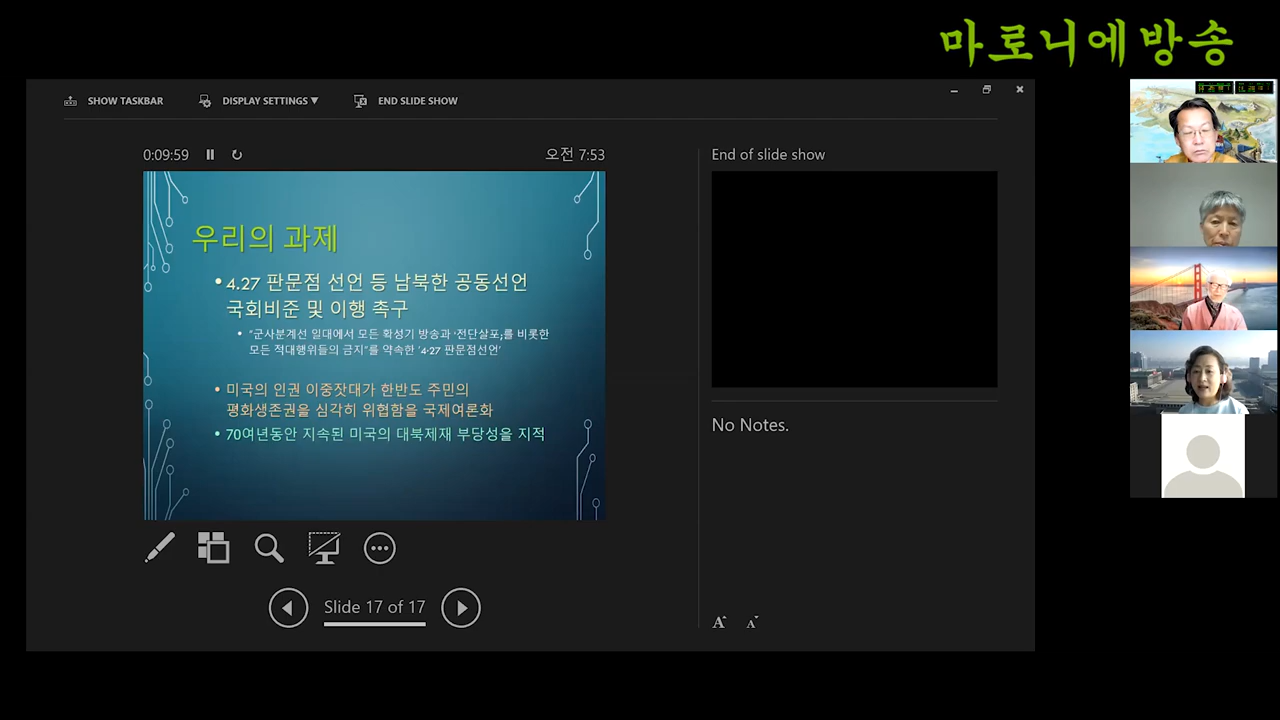 마로니에방송
SHOW TASKBAR
DISPLAY SETTINGS ▼
END SLIDE SHOW
0:09:59
오전 7:53
End of slide show
우리의 과제
• 4.27 판문점 선언 등 남북한 공동선언
국회비준 및 이행 촉구
• “군사분계선 일대에서 모든 확성기 방송과 ‘전단살포;를 비롯한
모든 적대행위들의 금지”를 약속한 ‘4·27 판문점선언’
• 미국의 인권 이중잣대가 한반도 주민의
평화생존권을 심각히 위협함을 국제여론화
• 70여년동안 지속된 미국의 대북제재 부당성을 지적
No Notes.
Slide 17 of 17
A A